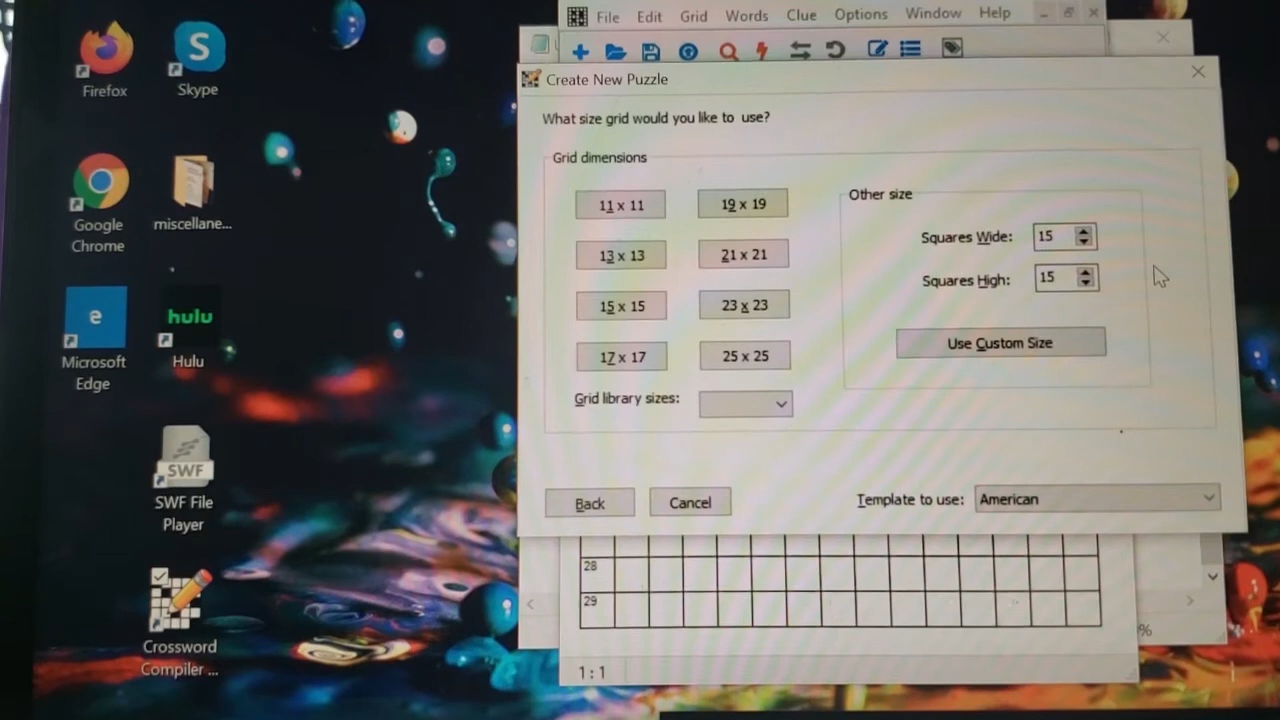 Firefox
Skype
Google
Chrome
miscellane...
e
Microsoft
Edge
hulu
Hulu
SWF
SWF File
Player
Crossword
Compiler ...
File Edit Grid Words Clue Options Window Help
Create New Puzzle
What size grid would you like to use?
Grid dimensions
11 x 11
19 x 19
13 x 13
21 x 21
15 x 15
23 x 23
17 x 17
25 x 25
Grid library sizes:
Other size
Squares Wide: 15
Squares High: 15
Use Custom Size
Back
Cancel
Template to use: American
28
29
%
1 : 1